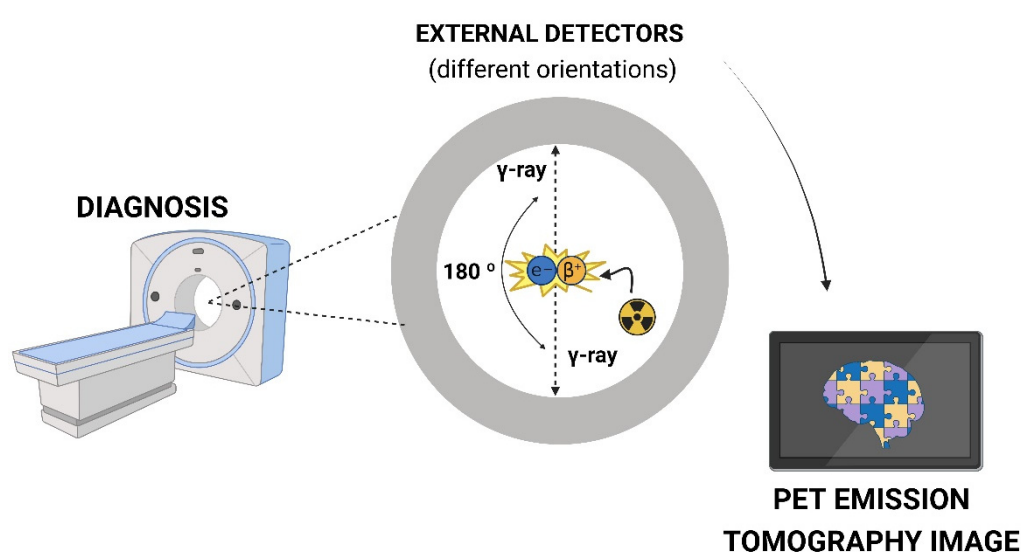 EXTERNAL DETECTORS
(different orientations)
γ-ray
DIAGNOSIS
180 º
e−
β+
γ-ray
PET EMISSION
TOMOGRAPHY IMAGE